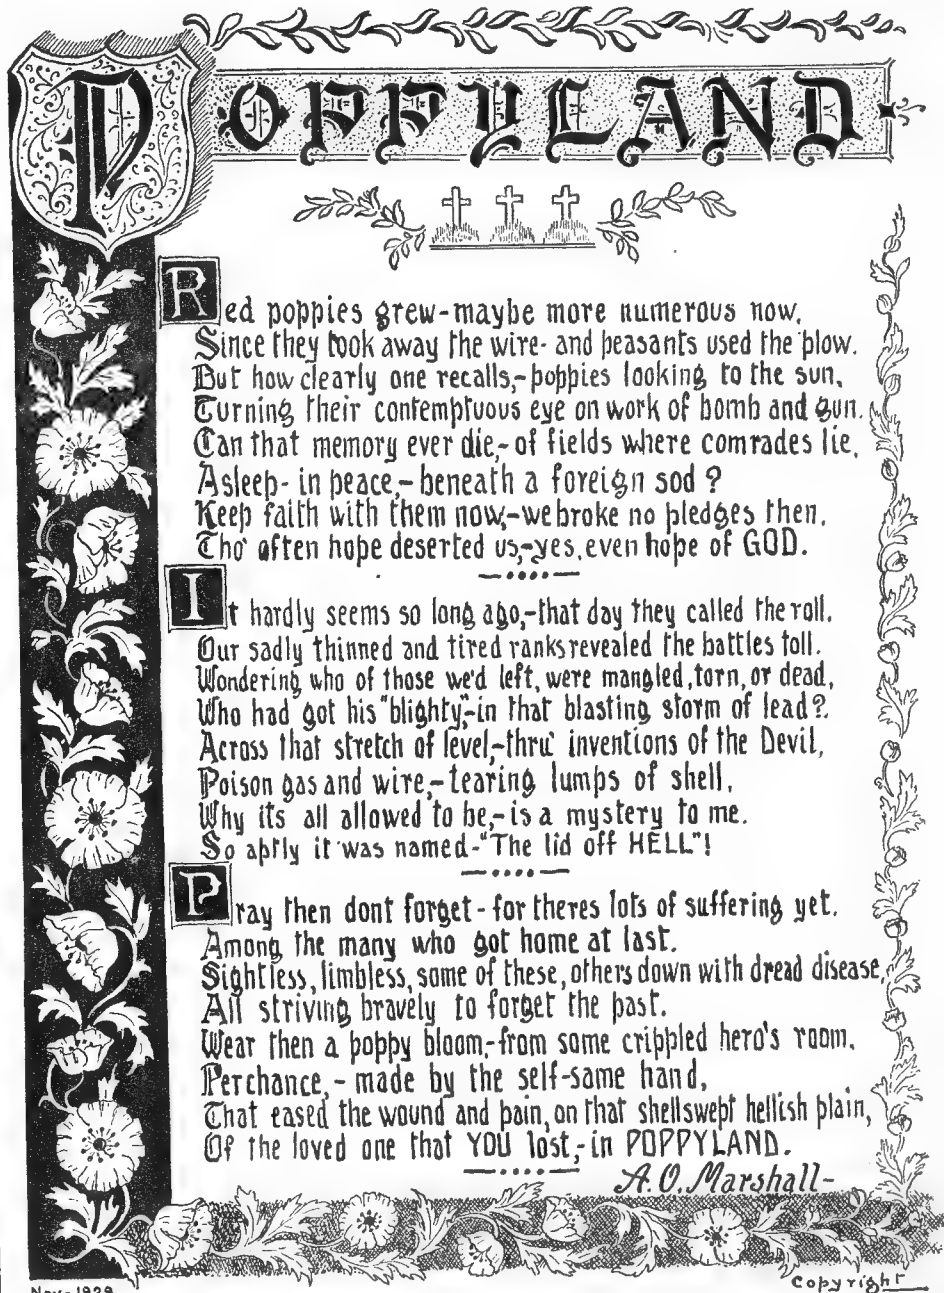 POPPYLAND
Red poppies grew-maybe more numerous now,
Since they took away the wire- and peasants used the plow.
But how clearly one recalls,-poppies looking to the sun,
Turning their contemptuous eye on work of bomb and gun.
Can that memory ever die,-of fields where comrades lie,
Asleep- in peace,-beneath a foreign sod?
Keep faith with them now,-we broke no pledges then,
Tho' often hope deserted us,-yes, even hope of GOD.
It hardly seems so long ago,-that day they called the roll.
Our sadly thinned and tired ranks revealed the battles toll.
Wondering who of those we'd left, were mangled, torn, or dead,
Who had got his "blighty",-in that blasting storm of lead?
Across that stretch of level,-thru' inventions of the Devil,
Poison gas and wire,-tearing lumps of shell,
Why its all allowed to be,-is a mystery to me.
So aptly it was named-"The lid off HELL"!
Pray then dont forget-for theres lots of suffering yet,
Among the many who got home at last.
Sightless, limbless, some of these, others down with dread disease,
All striving bravely to forget the past.
Wear then a poppy bloom,-from some crippled hero's room,
Perchance,- made by the self-same hand,
That eased the wound and pain, on that shellswept hellish plain,
Of the loved one that YOU lost,-in POPPYLAND.
A. O. Marshall-
Nov-1929
Copyright